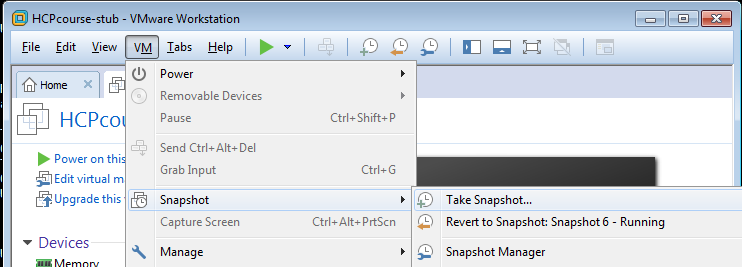 HCPcourse-stub - VMware Workstation
File Edit View VM Tabs Help
Home
Power
Removable Devices
Pause Ctrl+Shift+P
HCPcou
Power on this
Send Ctrl+Alt+Del
Edit virtual ma
Grab Input Ctrl+G
Upgrade this
Snapshot
Take Snapshot...
Capture Screen Ctrl+Alt+PrtScn
Revert to Snapshot: Snapshot 6 - Running
Devices
Manage
Snapshot Manager
Memory